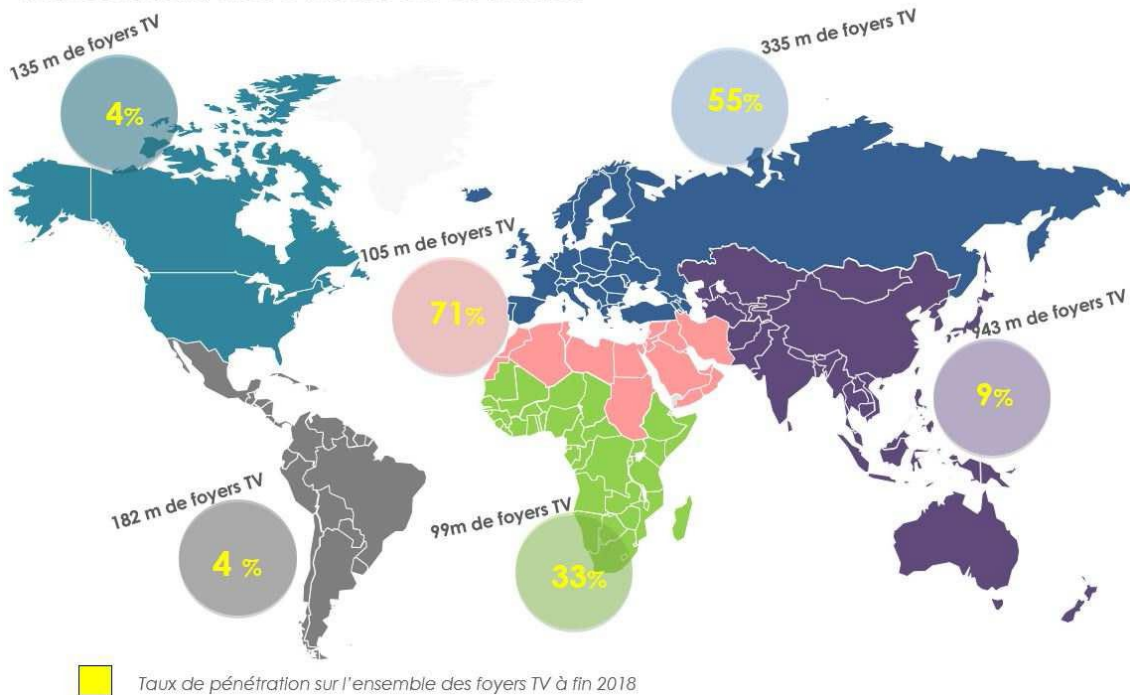 135 m de foyers TV
4%
335 m de foyers TV
55%
105 m de foyers TV
71%
943 m de foyers TV
9%
182 m de foyers TV
4 %
99m de foyers TV
33%
Taux de pénétration sur l'ensemble des foyers TV à fin 2018